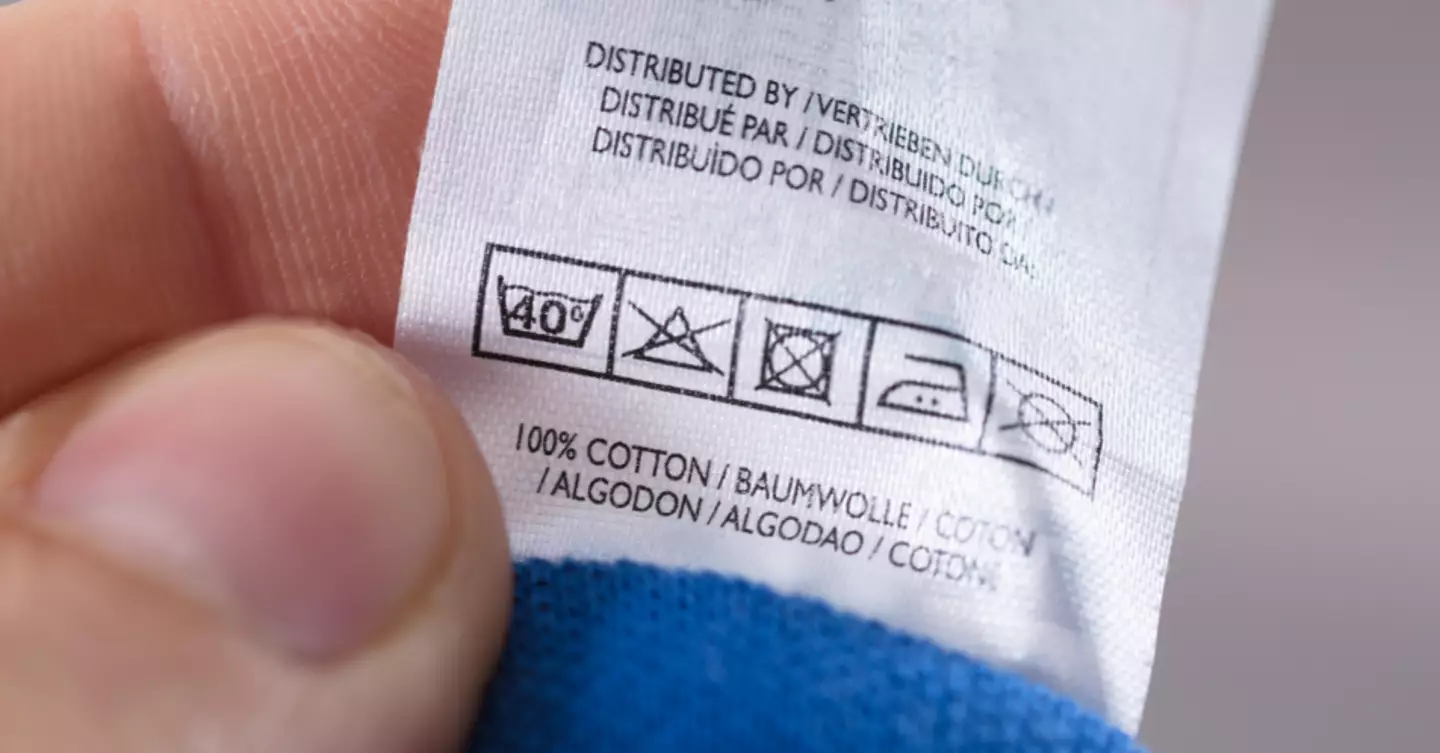 DISTRIBUTED BY / VERTRIEBEN DURCH /
DISTRIBUÉ PAR / DISTRIBUIDO POR /
DISTRIBUÌDO POR / DISTRIBUITO DA:
40°
100% COTTON / BAUMWOLLE / COTON
/ ALGODON / ALGODAO / COTONE